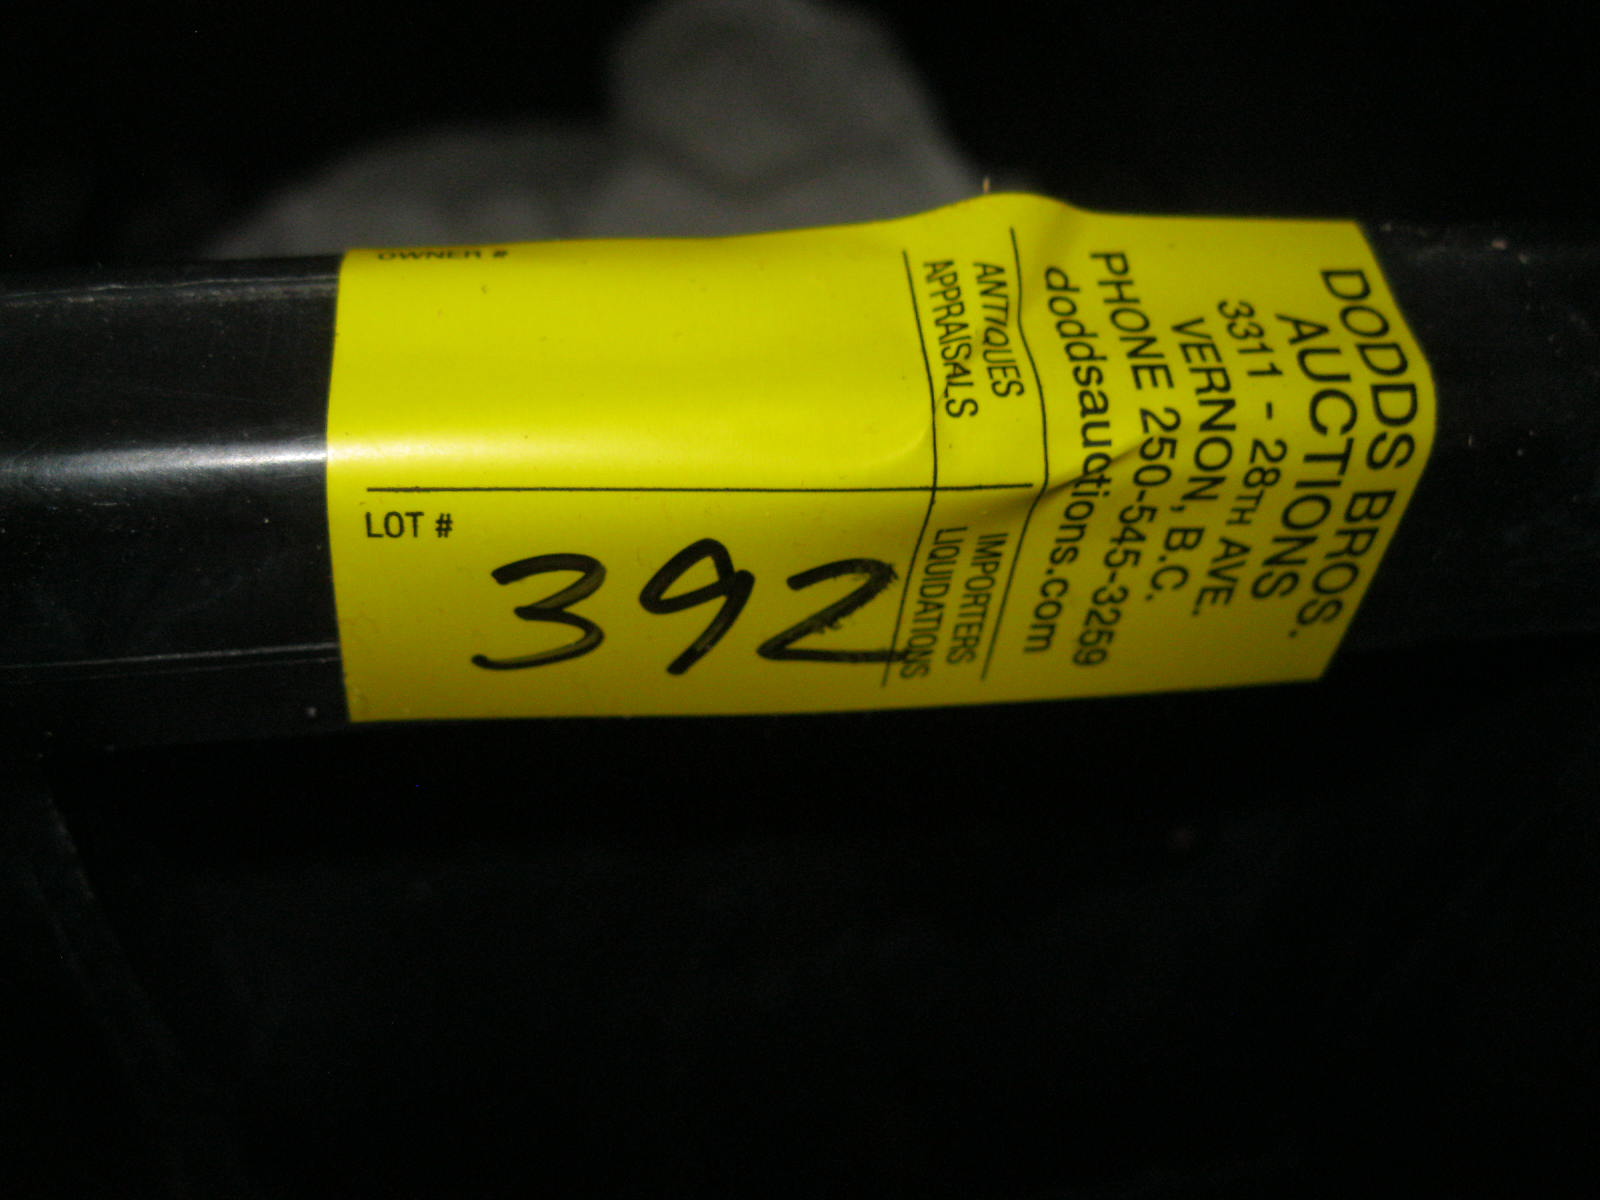 DODDS BROS.
AUCTIONS
3311 - 28TH AVE.
VERNON, B.C.
PHONE 250-545-3259
doddsauctions.com
ANTIQUES
APPRAISALS
IMPORTERS
LIQUIDATIONS
OWNER #
LOT #
392